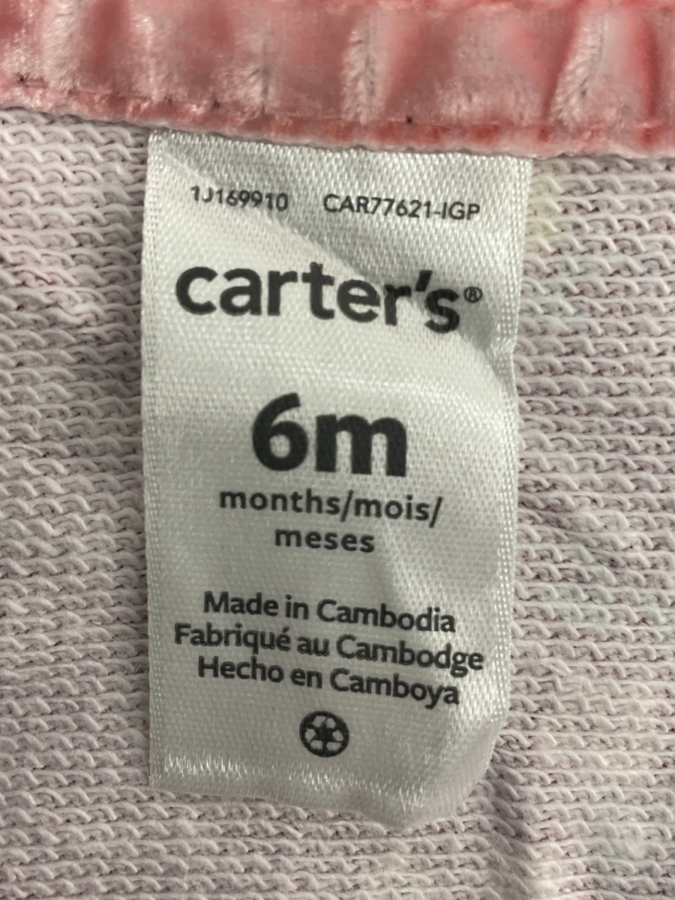 1J169910 CAR77621-IGP
carter's®
6m
months/mois/
meses
Made in Cambodia
Fabriqué au Cambodge
Hecho en Camboya